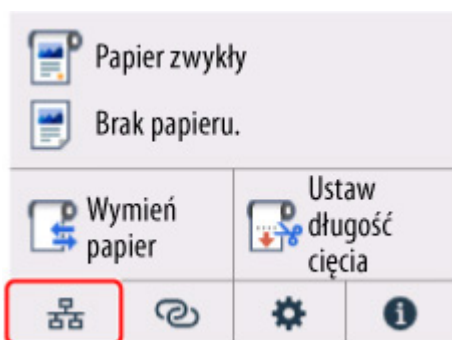 Papier zwykły
Brak papieru.
Wymień
papier
Ustaw
długość
cięcia